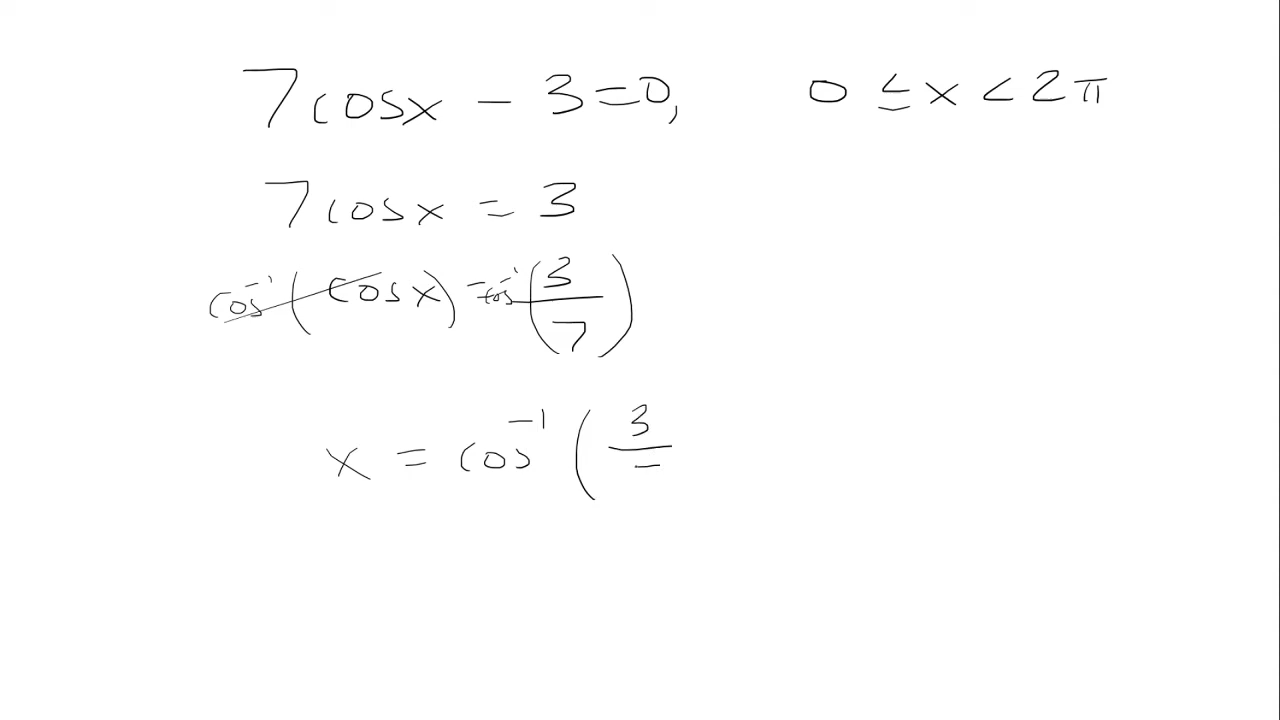 7cosx - 3=0, 0 ≤ x < 2π
7cosx = 3
cos⁻¹(cosx) = cos⁻¹(3/7)
x = cos⁻¹(3/